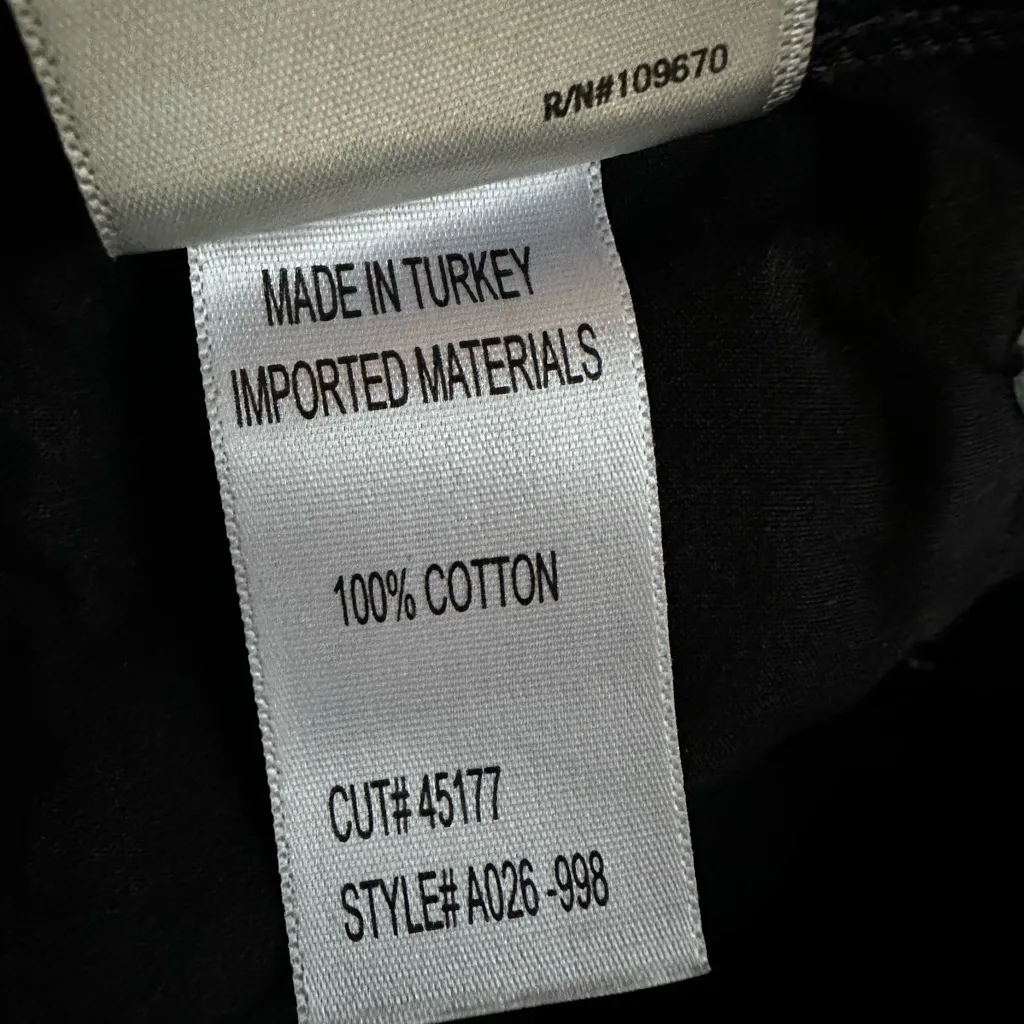 R/N#109670
MADE IN TURKEY
IMPORTED MATERIALS
100% COTTON
CUT# 45177
STYLE# A026 -998